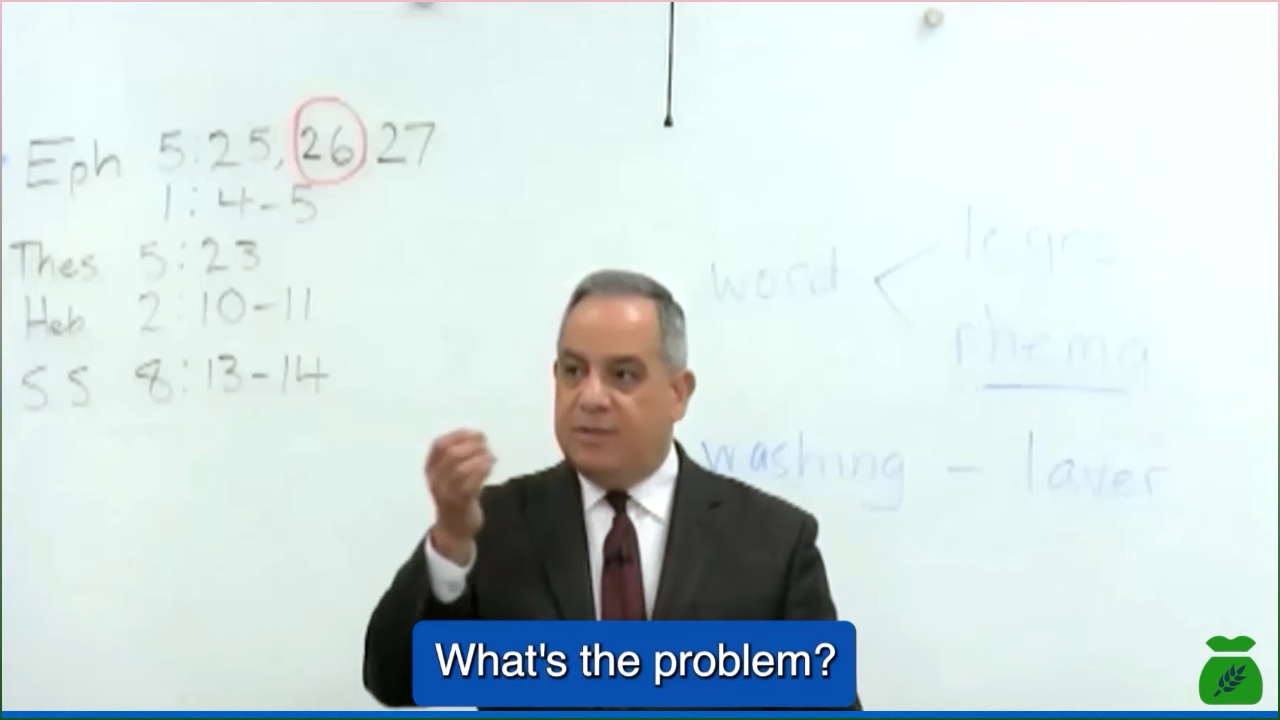 Eph 5:25, 26 27
1:4-5
Thes 5:23
Heb 2:10-11
SS 8:13-14
word
rhema
washing - laver
What's the problem?